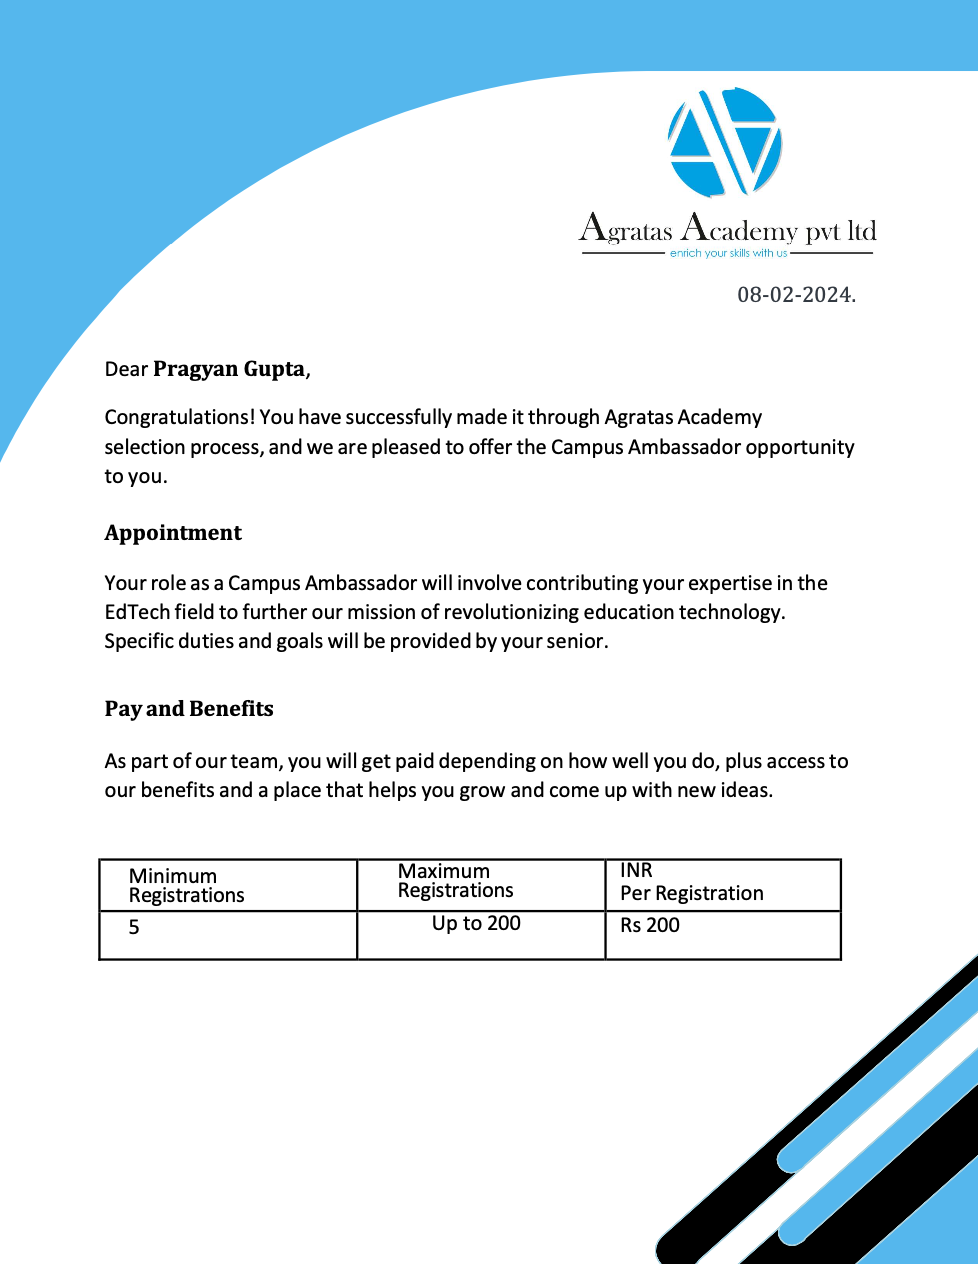 Agratas Academy pvt ltd
enrich your skills with us
08-02-2024.
Dear Pragyan Gupta,
Congratulations! You have successfully made it through Agratas Academy
selection process, and we are pleased to offer the Campus Ambassador opportunity
to you.
Appointment
Your role as a Campus Ambassador will involve contributing your expertise in the
EdTech field to further our mission of revolutionizing education technology.
Specific duties and goals will be provided by your senior.
Pay and Benefits
As part of our team, you will get paid depending on how well you do, plus access to
our benefits and a place that helps you grow and come up with new ideas.
Minimum
Registrations
Maximum
Registrations
INR
Per Registration
5
Up to 200
Rs 200